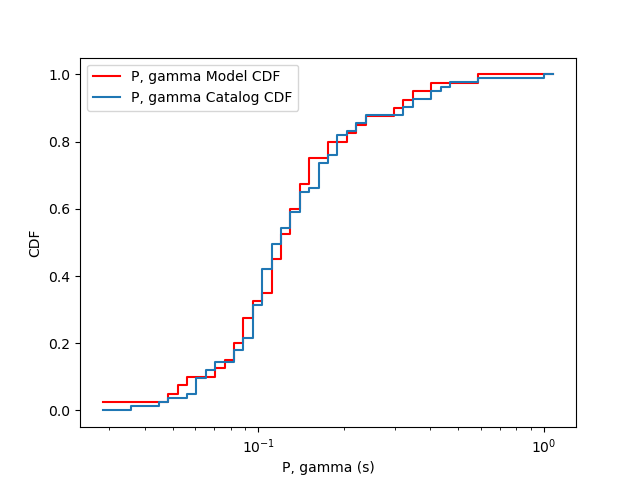 P, gamma Model CDF
P, gamma Catalog CDF
1.0
0.8
0.6
0.4
0.2
0.0
CDF
10⁻¹ 10⁰
P, gamma (s)